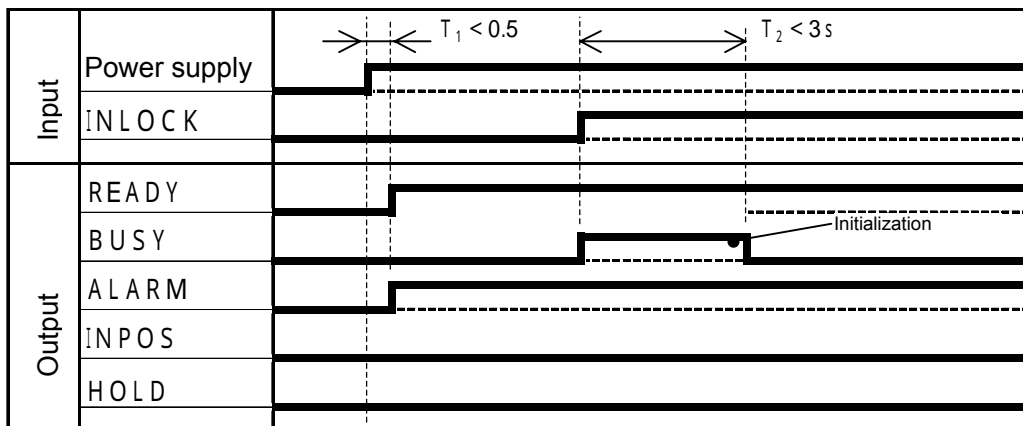 T₁ < 0.5
T₂ < 3s
Input
Power supply
INLOCK
Output
READY
BUSY
Initialization
ALARM
INPOS
HOLD